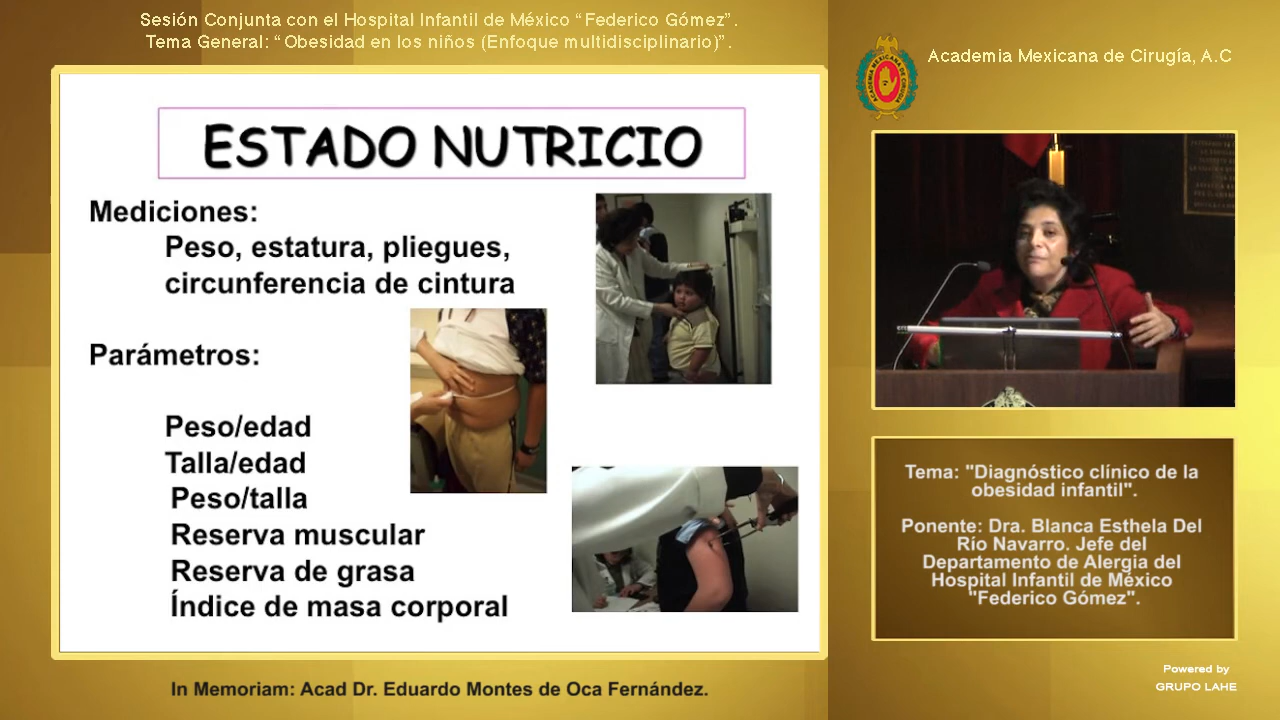 Sesión Conjunta con el Hospital Infantil de México “Federico Gómez”.
Tema General: “Obesidad en los niños (Enfoque multidisciplinario)”.
Academia Mexicana de Cirugía, A.C
ESTADO NUTRICIO
Mediciones:
Peso, estatura, pliegues,
circunferencia de cintura
Parámetros:
Peso/edad
Talla/edad
Peso/talla
Reserva muscular
Reserva de grasa
Índice de masa corporal
Tema: "Diagnóstico clínico de la
obesidad infantil".
Ponente: Dra. Blanca Esthela Del
Río Navarro. Jefe del
Departamento de Alergia del
Hospital Infantil de México
"Federico Gómez".
In Memoriam: Acad Dr. Eduardo Montes de Oca Fernández.
Powered by
GRUPO LAHE